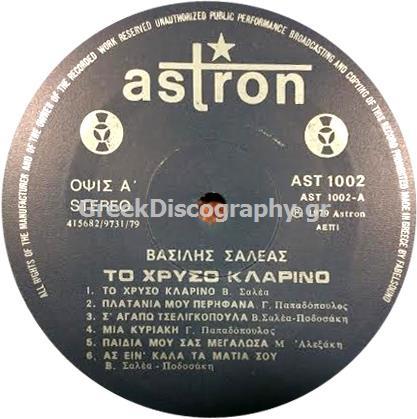 ALL RIGHTS OF THE MANUFACTURER AND OF THE OWNER OF THE RECORDED WORK RESERVED UNAUTHORIZED PUBLIC PERFORMANCE BROADCASTING AND COPYING OF THIS RECORD PROHIBITED MADE IN GREECE BY FABELSOUND
astron
ΟΨΙΣ Α'
STEREO
415682/9731/79
AST 1002
AST 1002-A
℗ 1979 Astron
ΑΕΠΙ
GreekDiscography.gr
ΒΑΣΙΛΗΣ ΣΑΛΕΑΣ
ΤΟ ΧΡΥΣΟ ΚΛΑΡΙΝΟ
1. ΤΟ ΧΡΥΣΟ ΚΛΑΡΙΝΟ Β. Σαλέα
2. ΠΛΑΤΑΝΙΑ ΜΟΥ ΠΕΡΗΦΑΝΑ Γ. Παπαδόπουλος
3. Σ' ΑΓΑΠΩ ΤΣΕΛΙΓΚΟΠΟΥΛΑ Β.Σαλέα-Ποδοσάκη
4. ΜΙΑ ΚΥΡΙΑΚΗ Γ. Παπαδόπουλος
5. ΠΑΙΔΙΑ ΜΟΥ ΣΑΣ ΜΕΓΑΛΩΣΑ Μ 'Αλεξάκη
6. ΑΣ ΕΙΝ' ΚΑΛΑ ΤΑ ΜΑΤΙΑ ΣΟΥ
Β. Σαλέα - Ποδοσάκη